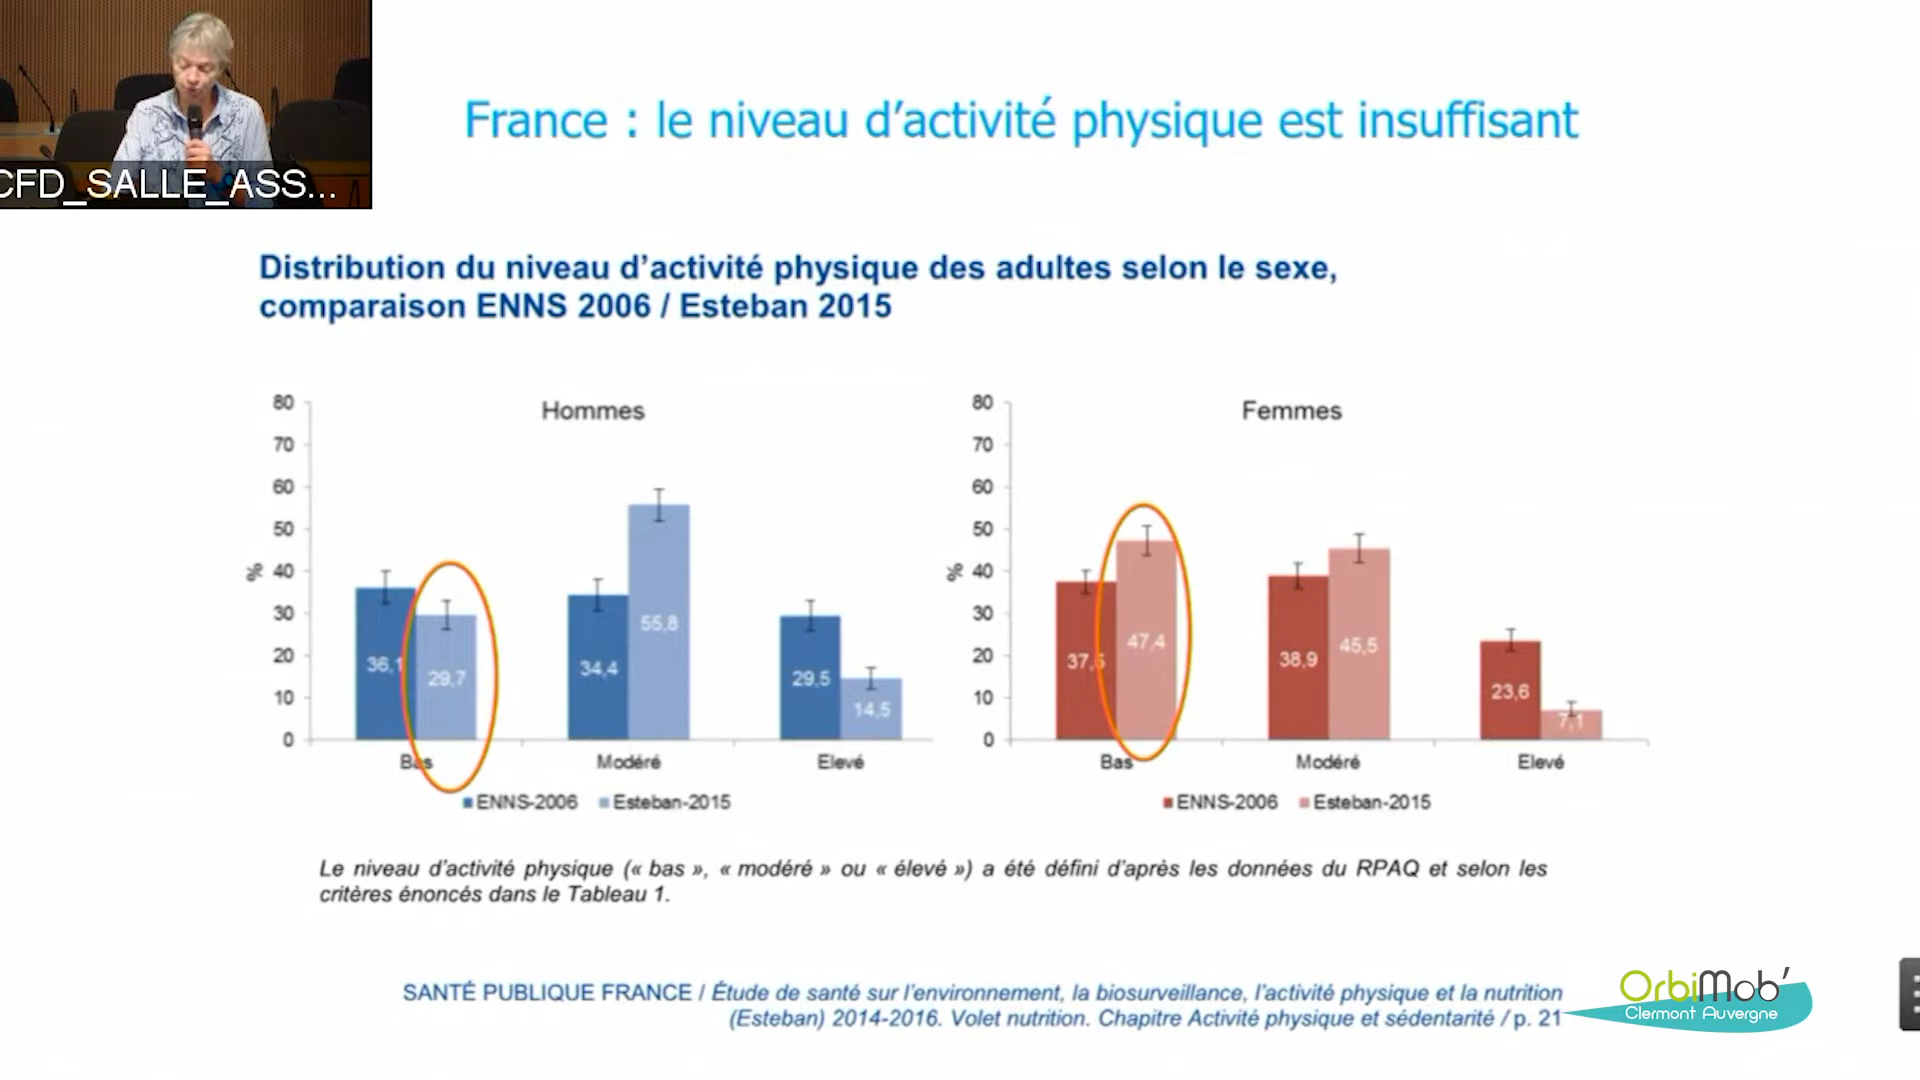 CFD_SALLE_ASS...
France : le niveau d’activité physique est insuffisant
Distribution du niveau d’activité physique des adultes selon le sexe,
comparaison ENNS 2006 / Esteban 2015
Hommes
80
70
60
50
40
30
20
10
0
%
36,1
29,7
34,4
55,8
29,5
14,5
Bas
Modéré
Elevé
ENNS-2006
Esteban-2015
Femmes
80
70
60
50
40
30
20
10
0
%
37,5
47,4
38,9
45,5
23,6
7,1
Bas
Modéré
Elevé
ENNS-2006
Esteban-2015
Le niveau d’activité physique (« bas », « modéré » ou « élevé ») a été défini d’après les données du RPAQ et selon les
critères énoncés dans le Tableau 1.
SANTÉ PUBLIQUE FRANCE / Étude de santé sur l’environnement, la biosurveillance, l’activité physique et la nutrition
(Esteban) 2014-2016. Volet nutrition. Chapitre Activité physique et sédentarité / p. 21
OrbiMob’
Clermont Auvergne